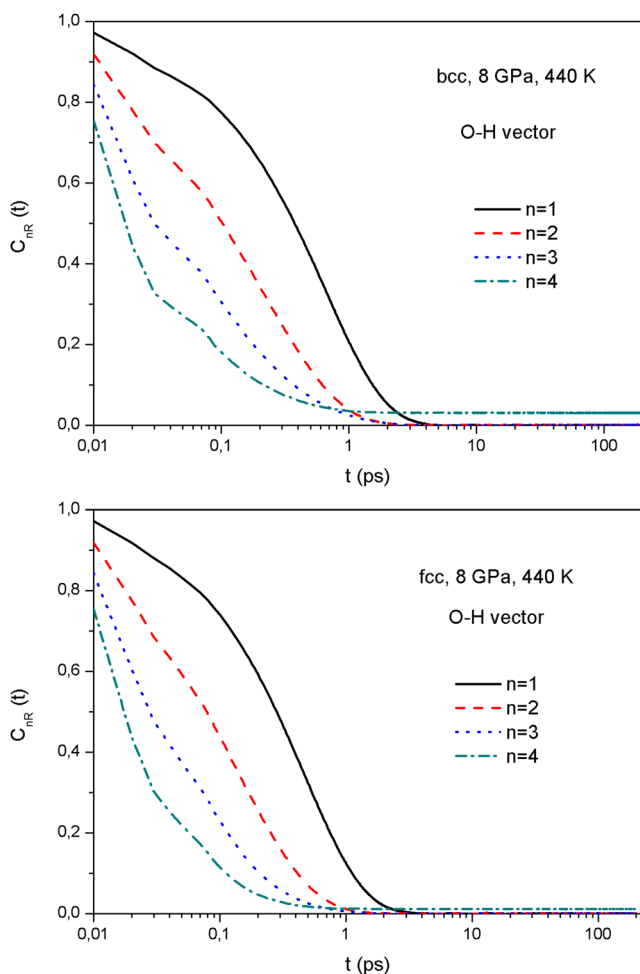 1,0
bcc, 8 GPa, 440 K
0,8
O-H vector
0,6
n=1
n=2
0,4
n=3
n=4
0,2
0,0
0,01
0,1
1
10
100
C_nR (t)
t (ps)
1,0
fcc, 8 GPa, 440 K
0,8
O-H vector
0,6
n=1
n=2
0,4
n=3
n=4
0,2
0,0
0,01
0,1
1
10
100
C_nR (t)
t (ps)